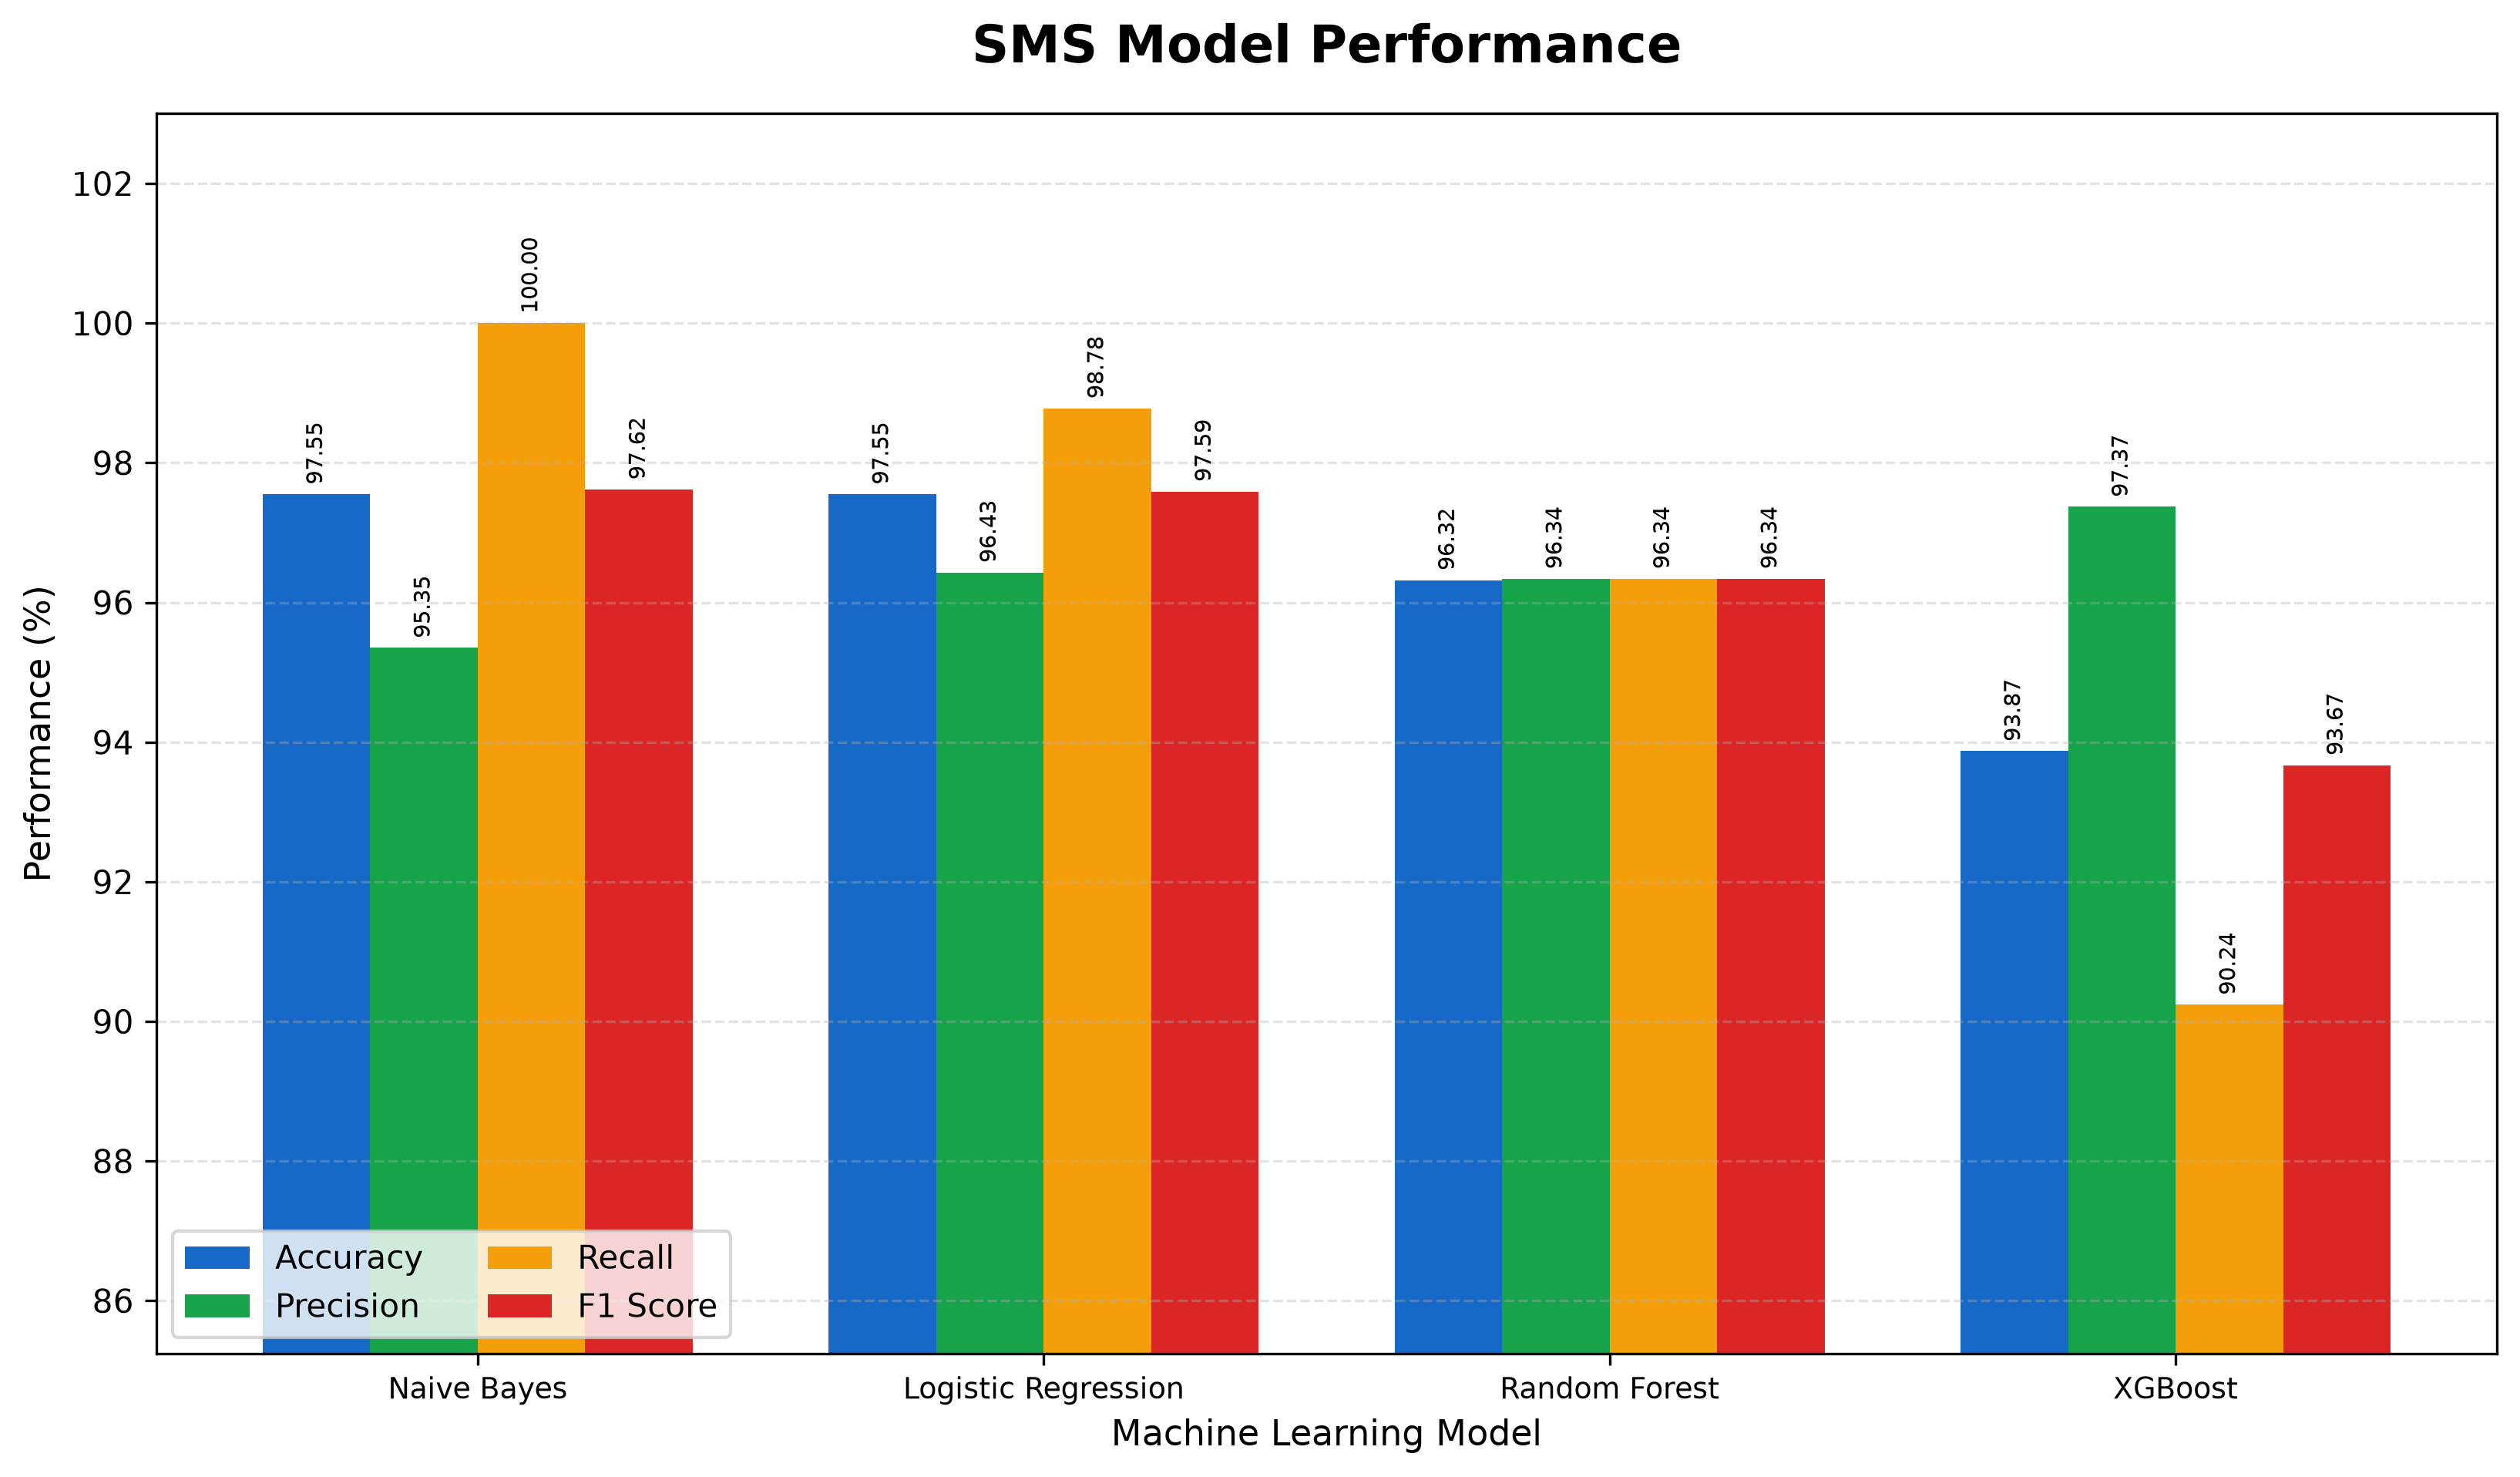 SMS Model Performance
Performance (%)
102
100
98
96
94
92
90
88
86
97.55
95.35
100.00
97.62
97.55
96.43
98.78
97.59
96.32
96.34
96.34
96.34
93.87
97.37
90.24
93.67
Accuracy
Precision
Recall
F1 Score
Naive Bayes
Logistic Regression
Random Forest
XGBoost
Machine Learning Model